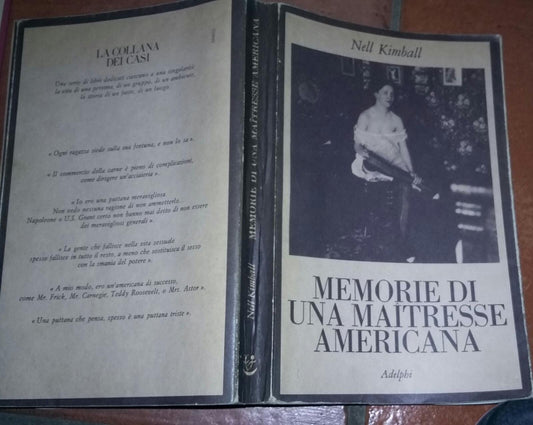 LA COLLANA
DEI CASI
Una serie di libri dedicati ciascuno a una singolarità:
la vita di una persona, di un gruppo, di un ambiente,
la storia di un fatto, di un luogo.
« Ogni ragazza siede sulla sua fortuna, e non lo sa ».
« Il commercio della carne è pieno di complicazioni,
come dirigere un'acciaieria ».
« Io ero una puttana meravigliosa.
Non vedo nessuna ragione di non ammetterlo.
Napoleone o U.S. Grant certo non hanno mai detto di non essere
dei meravigliosi generali ».
« La gente che fallisce nella vita sessuale
spesso fallisce in tutto il resto, a meno che sostituisca il sesso
con la smania del potere ».
« A mio modo, ero un'americana di successo,
come Mr. Frick, Mr. Carnegie, Teddy Roosevelt, o Mrs. Astor ».
« Una puttana che pensa, spesso è una puttana triste ».
Nell Kimball MEMORIE DI UNA MAITRESSE AMERICANA
Nell Kimball
MEMORIE DI
UNA MAITRESSE
AMERICANA
Adelphi